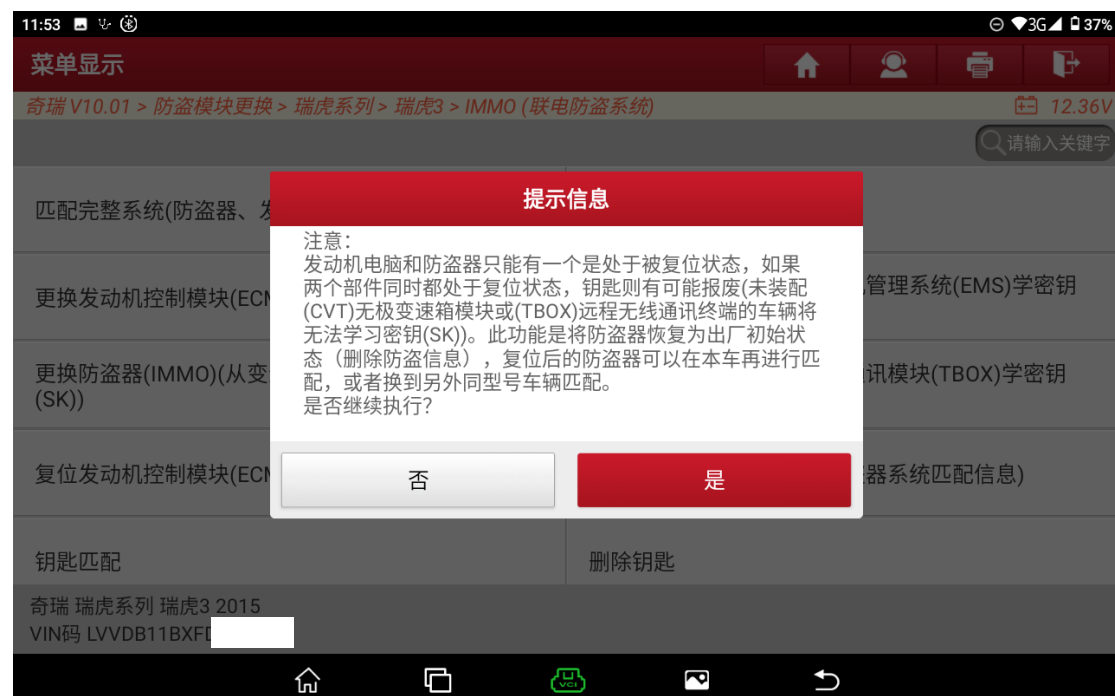 11:53
3G 37%
菜单显示
奇瑞 V10.01 > 防盗模块更换 > 瑞虎系列 > 瑞虎3 > IMMO (联电防盗系统)
12.36V
请输入关键字
提示信息
匹配完整系统(防盗器、发
注意：
发动机电脑和防盗器只能有一个是处于被复位状态，如果
两个部件同时都处于复位状态，钥匙则有可能报废(未装配
(CVT)无极变速箱模块或(TBOX)远程无线通讯终端的车辆将
无法学习密钥(SK))。此功能是将防盗器恢复为出厂初始状
态（删除防盗信息），复位后的防盗器可以在本车再进行匹
配，或者换到另外同型号车辆匹配。
是否继续执行？
更换发动机控制模块(ECM
管理系统(EMS)学密钥
更换防盗器(IMMO)(从变
(SK))
讯模块(TBOX)学密钥
复位发动机控制模块(ECM
器系统匹配信息)
否
是
钥匙匹配
删除钥匙
奇瑞 瑞虎系列 瑞虎3 2015
VIN码 LVVDB11BXF
VCI